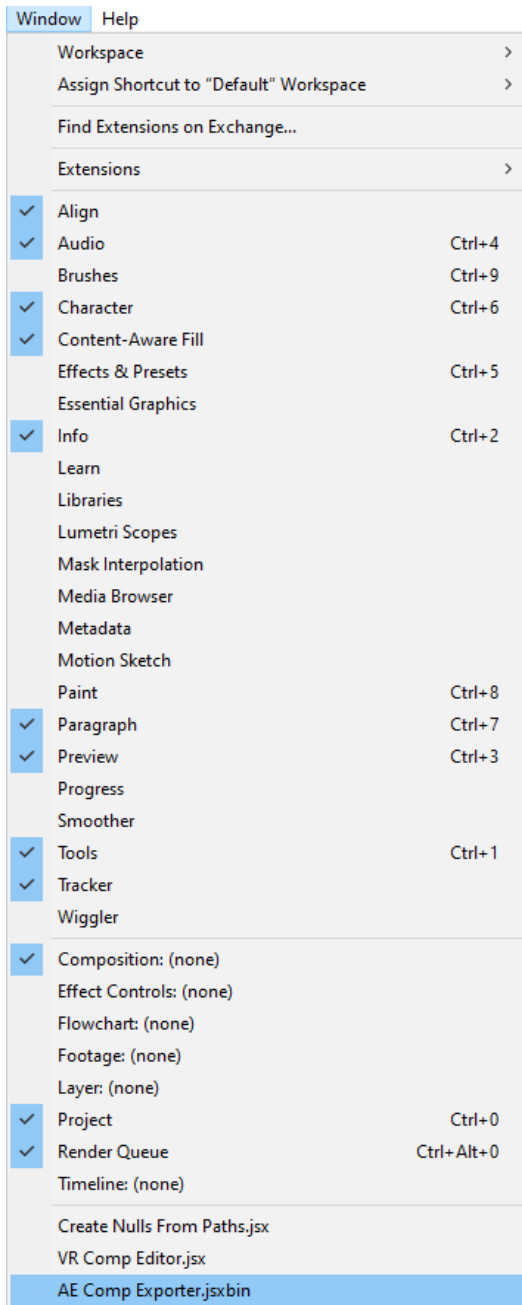 Window Help
Workspace
Assign Shortcut to “Default” Workspace
Find Extensions on Exchange...
Extensions
Align
Audio Ctrl+4
Brushes Ctrl+9
Character Ctrl+6
Content-Aware Fill
Effects & Presets Ctrl+5
Essential Graphics
Info Ctrl+2
Learn
Libraries
Lumetri Scopes
Mask Interpolation
Media Browser
Metadata
Motion Sketch
Paint Ctrl+8
Paragraph Ctrl+7
Preview Ctrl+3
Progress
Smoother
Tools Ctrl+1
Tracker
Wiggler
Composition: (none)
Effect Controls: (none)
Flowchart: (none)
Footage: (none)
Layer: (none)
Project Ctrl+0
Render Queue Ctrl+Alt+0
Timeline: (none)
Create Nulls From Paths.jsx
VR Comp Editor.jsx
AE Comp Exporter.jsxbin